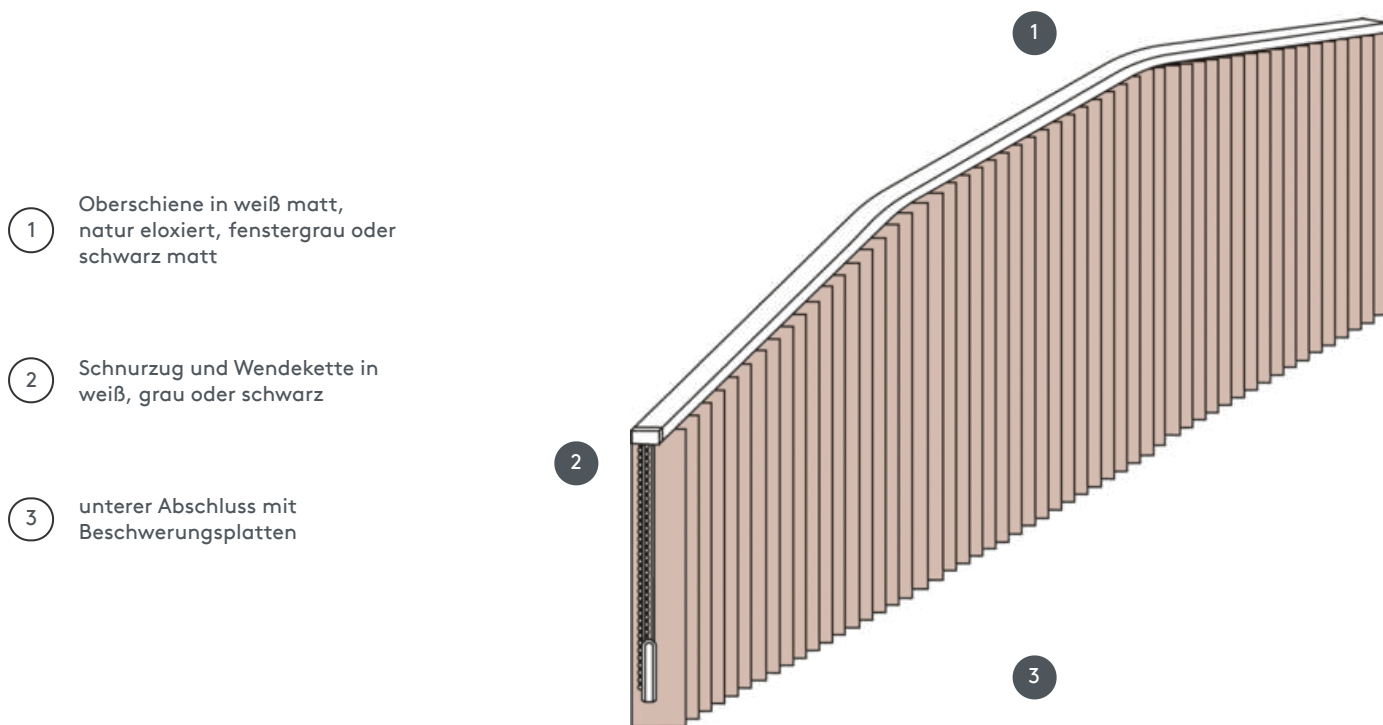 1
Oberschiene in weiß matt,
natur eloxiert, fenstergrau oder
schwarz matt
2
Schnurzug und Wendekette in
weiß, grau oder schwarz
3
unterer Abschluss mit
Beschwerungsplatten
1
2
3